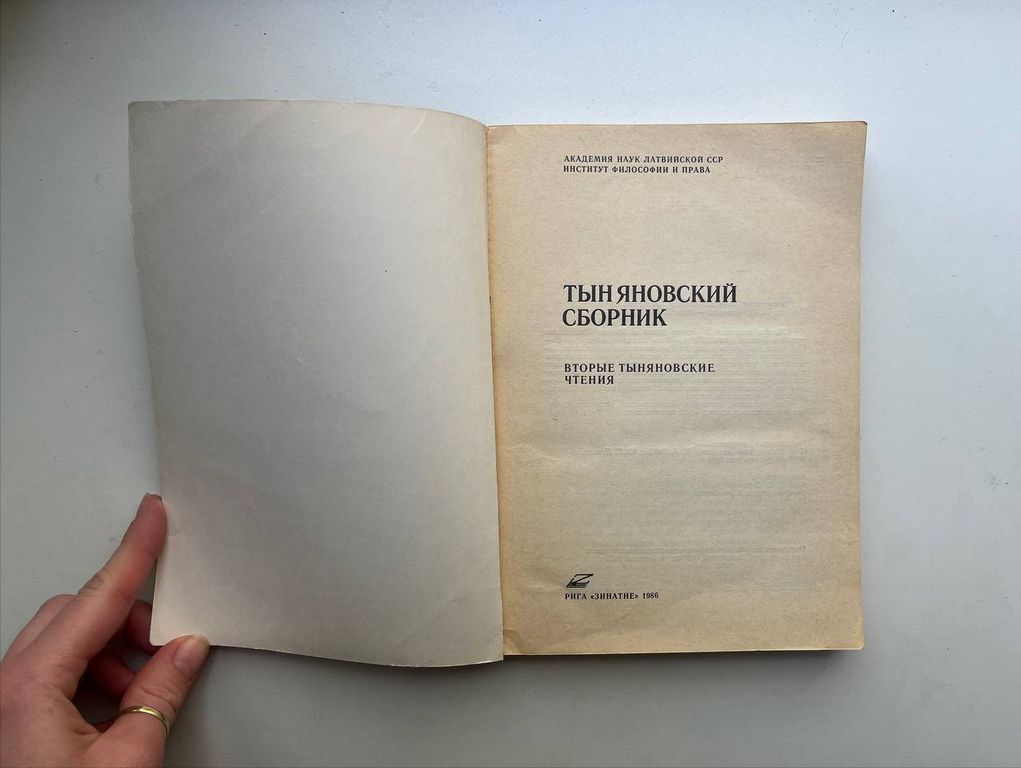 АКАДЕМИЯ НАУК ЛАТВИЙСКОЙ ССР
ИНСТИТУТ ФИЛОСОФИИ И ПРАВА
ТЫНЯНОВСКИЙ
СБОРНИК
ВТОРЫЕ ТЫНЯНОВСКИЕ
ЧТЕНИЯ
РИГА «ЗИНАТНЕ» 1986